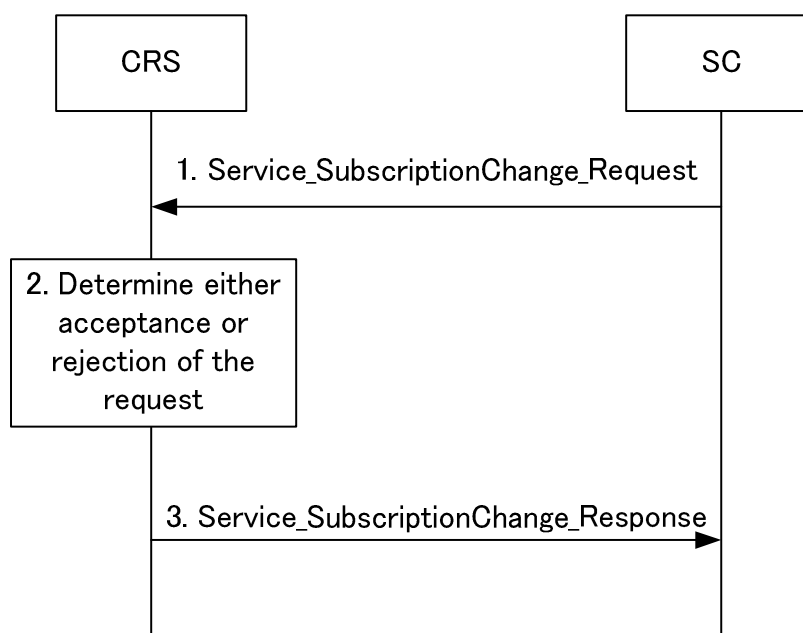 CRS
SC
1. Service_SubscriptionChange_Request
2. Determine either
acceptance or
rejection of the
request
3. Service_SubscriptionChange_Response